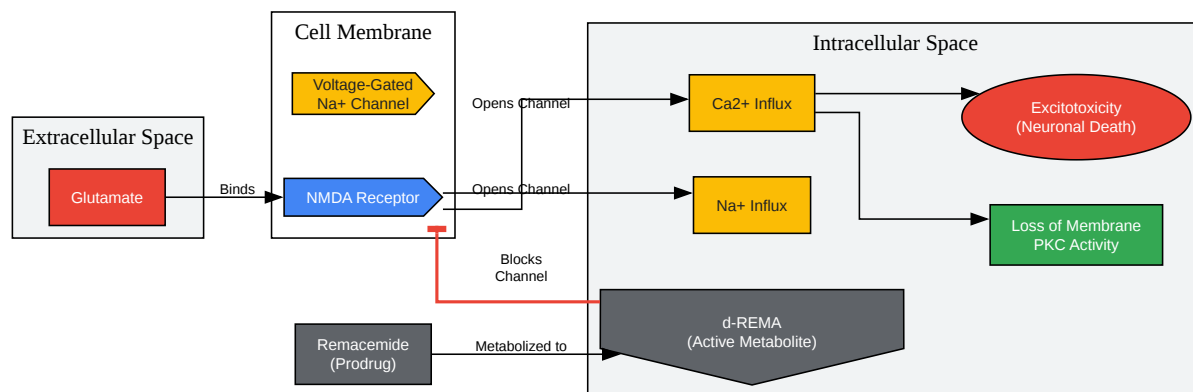 Cell Membrane
Voltage-Gated
Na+ Channel
NMDA Receptor
Extracellular Space
Glutamate
Binds
Opens Channel
Opens Channel
Blocks
Channel
Intracellular Space
Ca2+ Influx
Excitotoxicity
(Neuronal Death)
Na+ Influx
Loss of Membrane
PKC Activity
d-REMA
(Active Metabolite)
Remacemide
(Prodrug)
Metabolized to